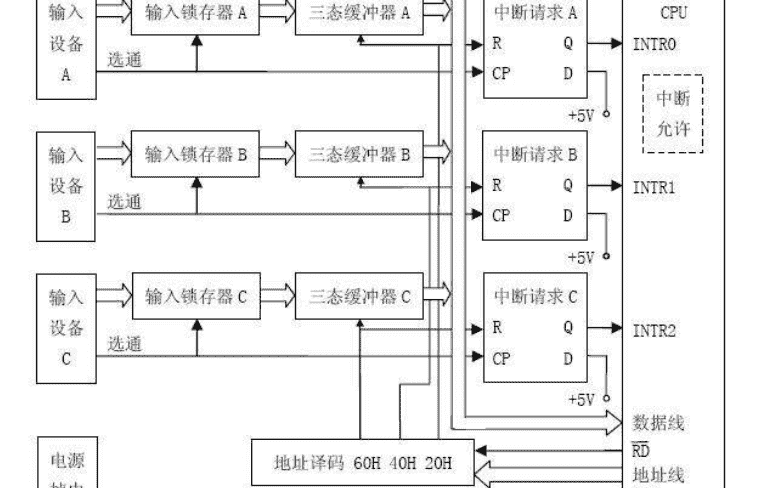 输入
设备
A
选通
输入锁存器 A
三态缓冲器 A
中断请求 A
R Q
CP D
+5V
CPU
INTR0
中断
允许
输入
设备
B
选通
输入锁存器 B
三态缓冲器 B
中断请求 B
R Q
CP D
+5V
INTR1
输入
设备
C
选通
输入锁存器 C
三态缓冲器 C
中断请求 C
R Q
CP D
+5V
INTR2
数据线
RD
地址线
地址译码 60H 40H 20H
电源